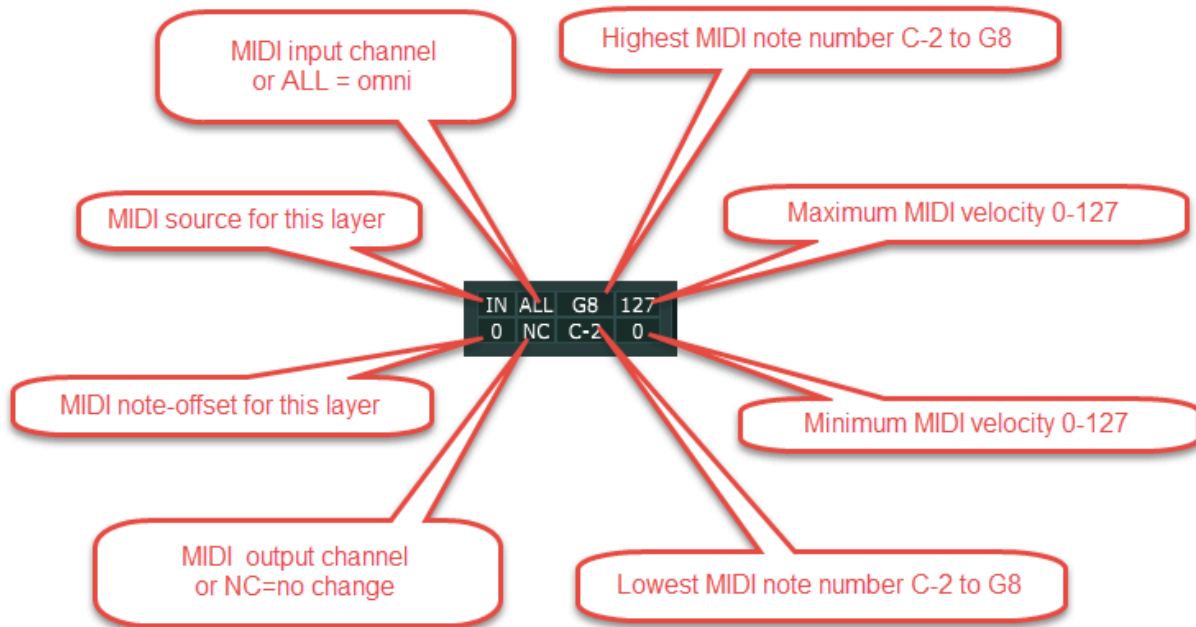 MIDI input channel
or ALL = omni
Highest MIDI note number C-2 to G8
MIDI source for this layer
Maximum MIDI velocity 0-127
IN ALL G8 127
0 NC C-2 0
MIDI note-offset for this layer
Minimum MIDI velocity 0-127
MIDI output channel
or NC=no change
Lowest MIDI note number C-2 to G8